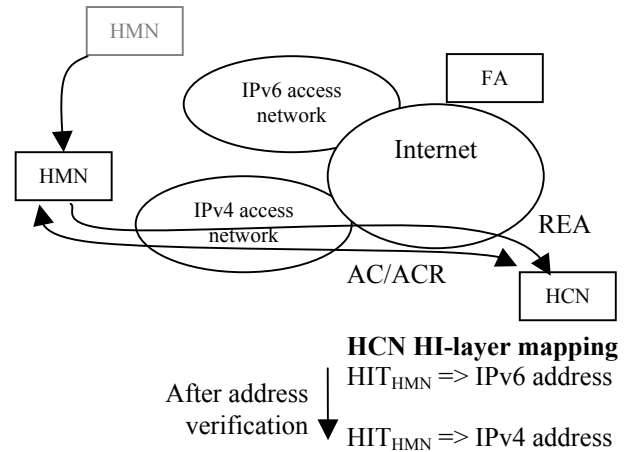 HMN
FA
IPv6 access
network
Internet
HMN
IPv4 access
network
REA
AC/ACR
HCN
HCN HI-layer mapping
HIT_HMN => IPv6 address
After address
verification
HIT_HMN => IPv4 address